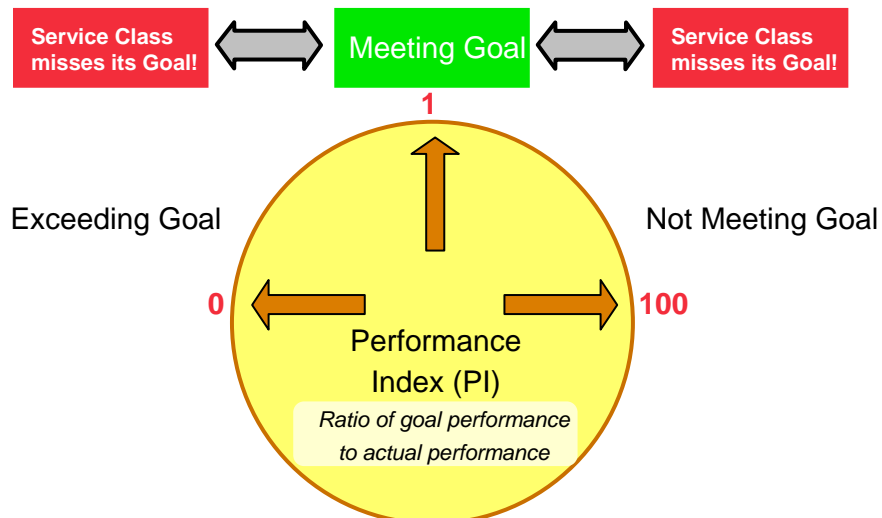 Service Class
misses its Goal!
Meeting Goal
Service Class
misses its Goal!
1
Exceeding Goal
Not Meeting Goal
0
100
Performance
Index (PI)
Ratio of goal performance
to actual performance